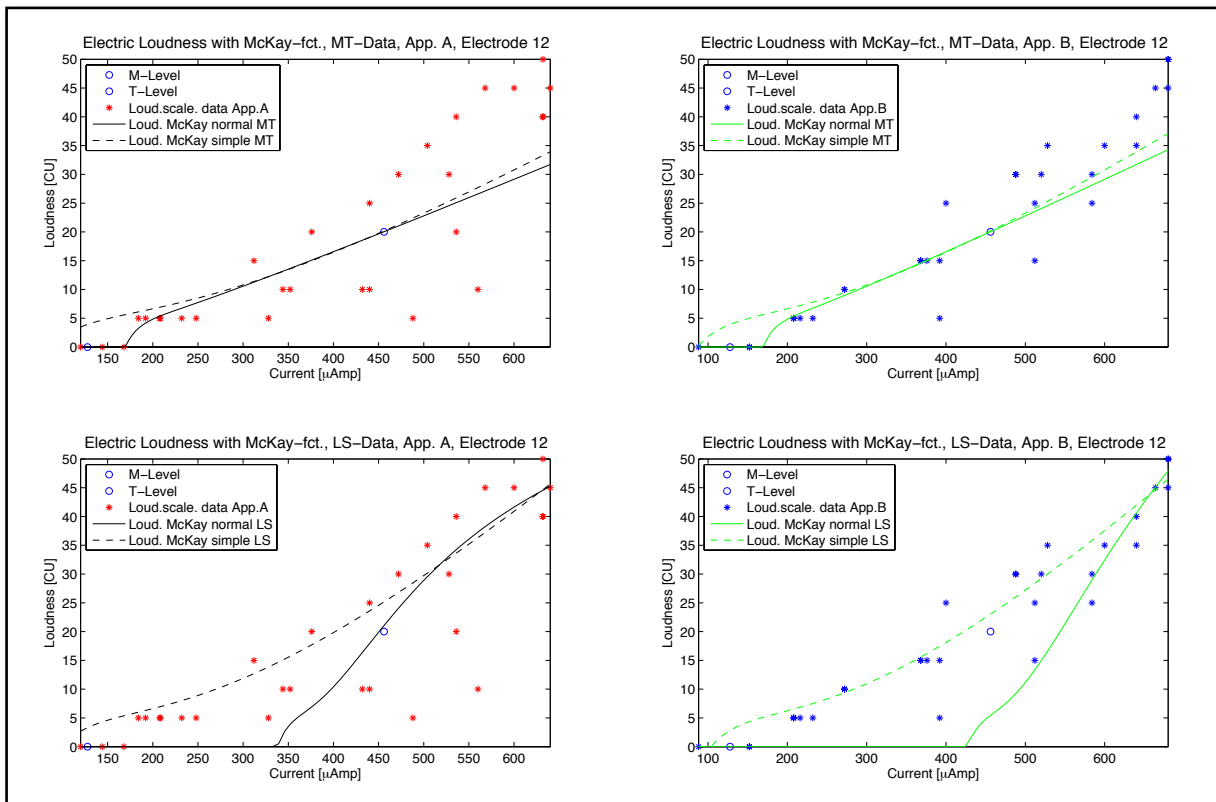 Electric Loudness with McKay-fct., MT-Data, App. A, Electrode 12
50
45
40
35
30
25
20
15
10
5
0
Loudness [CU]
M-Level
T-Level
Loud.scale. data App.A
Loud. McKay normal MT
Loud. McKay simple MT
150 200 250 300 350 400 450 500 550 600
Current [µAmp]
Electric Loudness with McKay-fct., MT-Data, App. B, Electrode 12
50
45
40
35
30
25
20
15
10
5
0
Loudness [CU]
M-Level
T-Level
Loud.scale. data App.B
Loud. McKay normal MT
Loud. McKay simple MT
100 200 300 400 500 600
Current [µAmp]
Electric Loudness with McKay-fct., LS-Data, App. A, Electrode 12
50
45
40
35
30
25
20
15
10
5
0
Loudness [CU]
M-Level
T-Level
Loud.scale. data App.A
Loud. McKay normal LS
Loud. McKay simple LS
150 200 250 300 350 400 450 500 550 600
Current [µAmp]
Electric Loudness with McKay-fct., LS-Data, App. B, Electrode 12
50
45
40
35
30
25
20
15
10
5
0
Loudness [CU]
M-Level
T-Level
Loud.scale. data App.B
Loud. McKay normal LS
Loud. McKay simple LS
100 200 300 400 500 600
Current [µAmp]